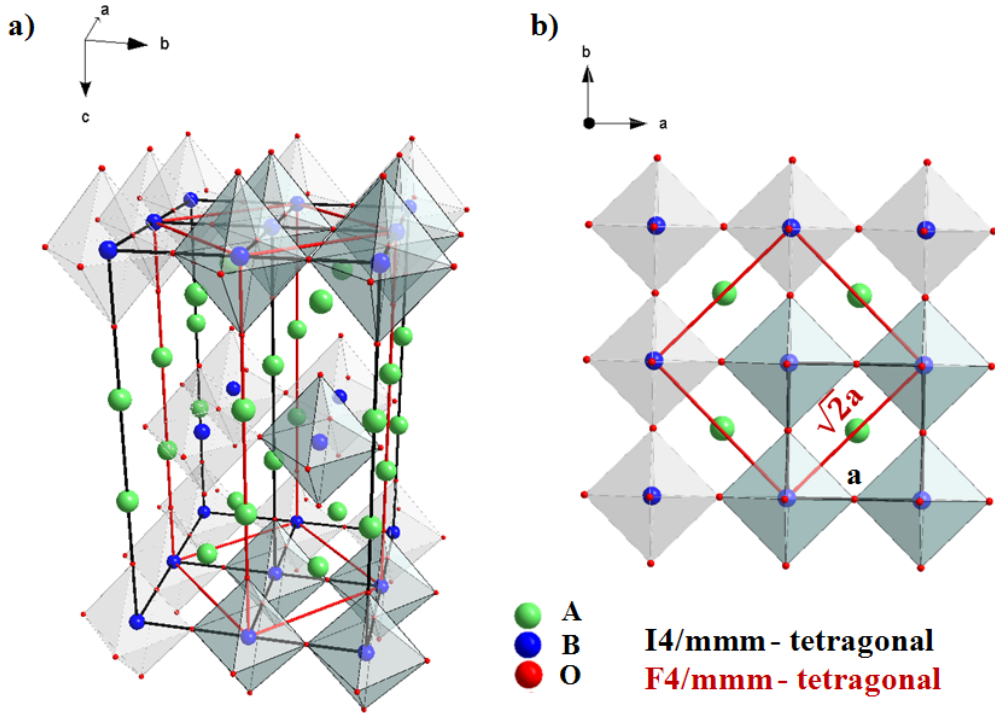 a)
a
b
c
b)
b
a
√2a
a
A
B
O
I4/mmm - tetragonal
F4/mmm - tetragonal